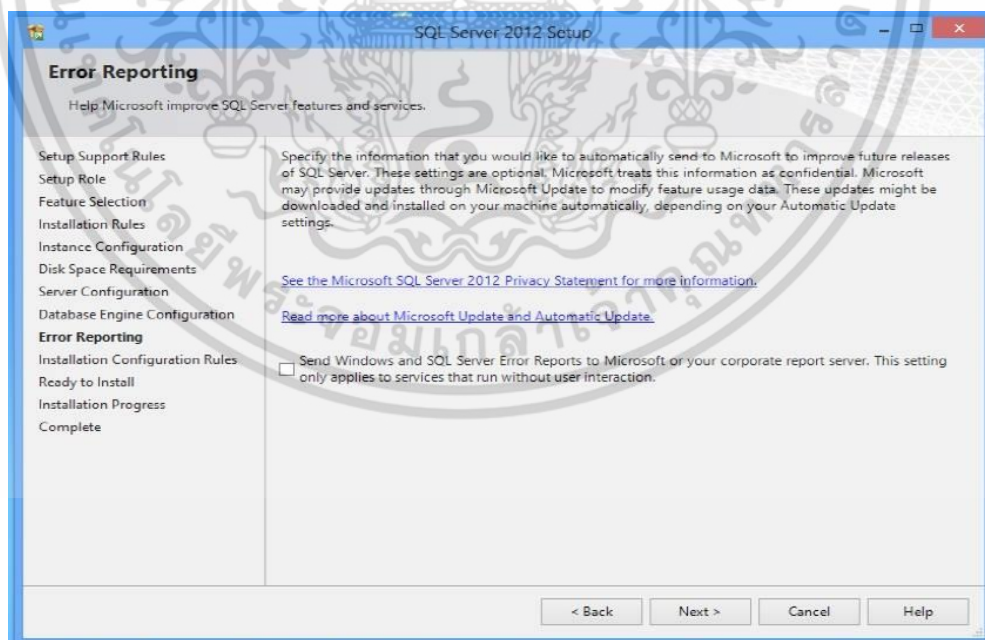 SQL Server 2012 Setup
Error Reporting
Help Microsoft improve SQL Server features and services.
Setup Support Rules
Setup Role
Feature Selection
Installation Rules
Instance Configuration
Disk Space Requirements
Server Configuration
Database Engine Configuration
Error Reporting
Installation Configuration Rules
Ready to Install
Installation Progress
Complete
Specify the information that you would like to automatically send to Microsoft to improve future releases
of SQL Server. These settings are optional. Microsoft treats this information as confidential. Microsoft
may provide updates through Microsoft Update to modify feature usage data. These updates might be
downloaded and installed on your machine automatically, depending on your Automatic Update
settings.
See the Microsoft SQL Server 2012 Privacy Statement for more information.
Read more about Microsoft Update and Automatic Update.
Send Windows and SQL Server Error Reports to Microsoft or your corporate report server. This setting
only applies to services that run without user interaction.
< Back
Next >
Cancel
Help